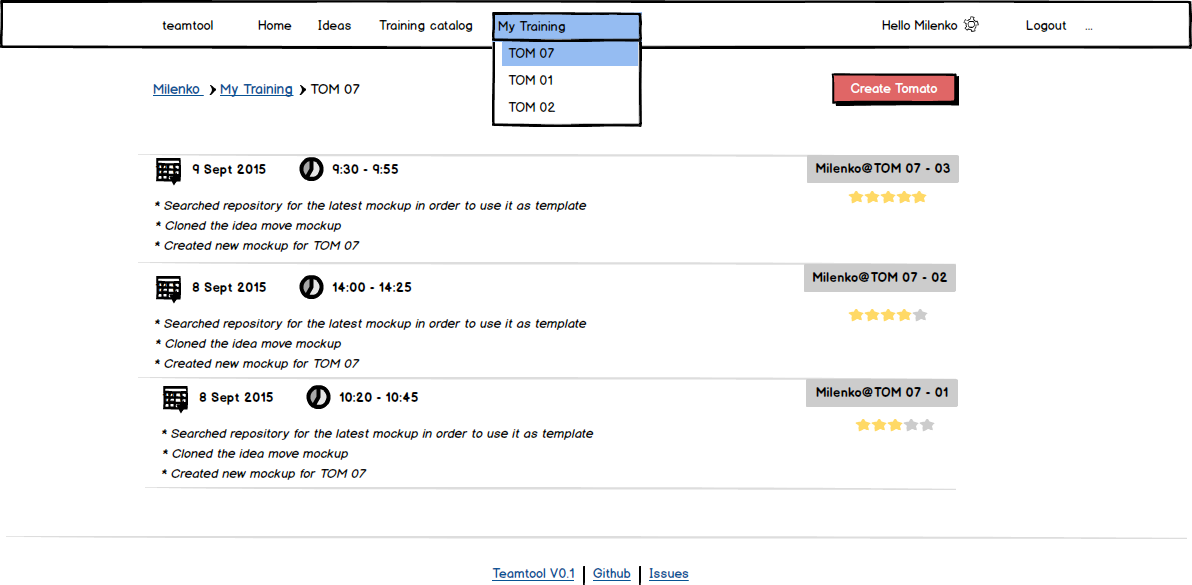 teamtool Home Ideas Training catalog My Training Hello Milenko Logout ...
TOM 07
TOM 01
TOM 02
Milenko My Training TOM 07
Create Tomato
9 Sept 2015 9:30 - 9:55 Milenko@TOM 07 - 03
* Searched repository for the latest mockup in order to use it as template
* Cloned the idea move mockup
* Created new mockup for TOM 07
8 Sept 2015 14:00 - 14:25 Milenko@TOM 07 - 02
* Searched repository for the latest mockup in order to use it as template
* Cloned the idea move mockup
* Created new mockup for TOM 07
8 Sept 2015 10:20 - 10:45 Milenko@TOM 07 - 01
* Searched repository for the latest mockup in order to use it as template
* Cloned the idea move mockup
* Created new mockup for TOM 07
Teamtool V0.1 | Github | Issues